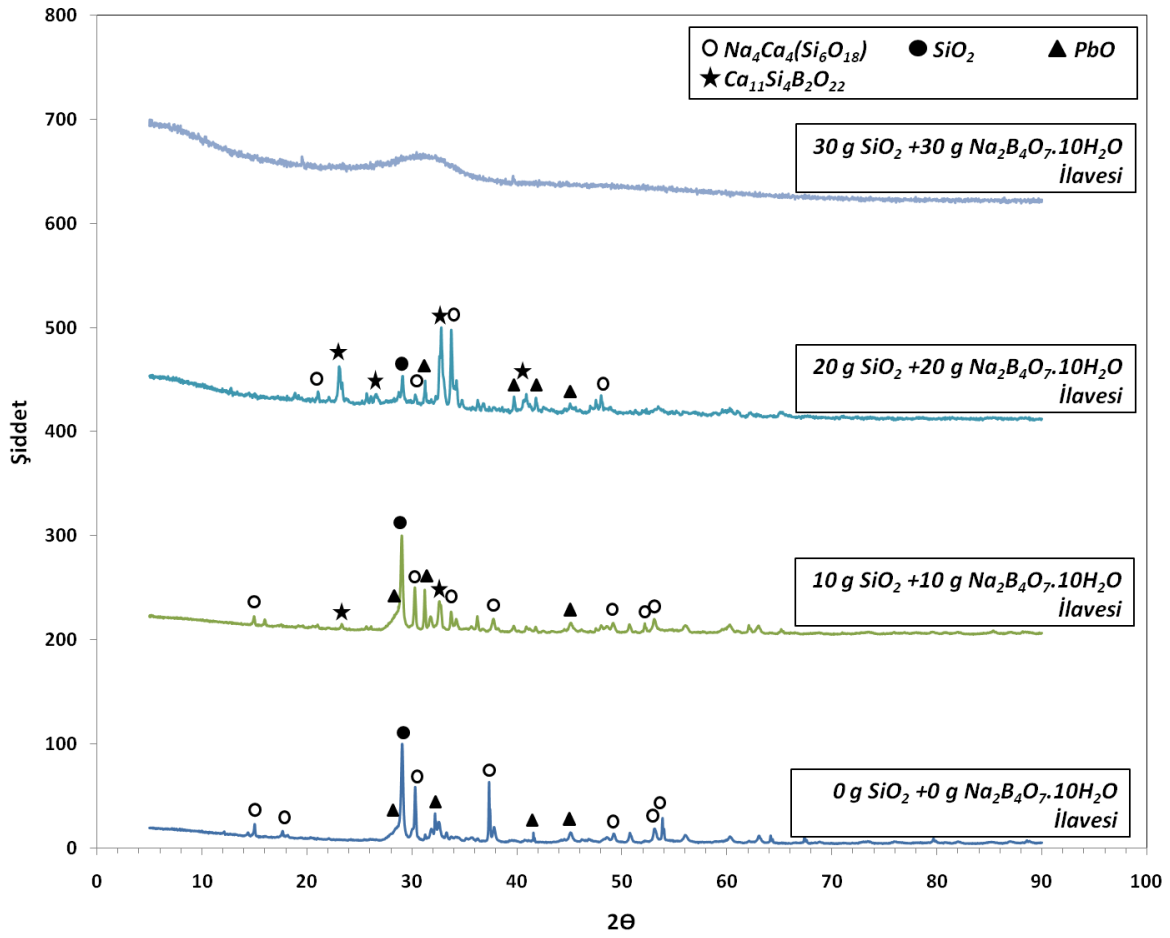 800
700
600
500
400
300
200
100
0
Şiddet
0 10 20 30 40 50 60 70 80 90 100
2Θ
Na₄Ca₄(Si₆O₁₈) SiO₂ PbO
Ca₁₁Si₄B₂O₂₂
30 g SiO₂ +30 g Na₂B₄O₇.10H₂O
İlavesi
20 g SiO₂ +20 g Na₂B₄O₇.10H₂O
İlavesi
10 g SiO₂ +10 g Na₂B₄O₇.10H₂O
İlavesi
0 g SiO₂ +0 g Na₂B₄O₇.10H₂O
İlavesi